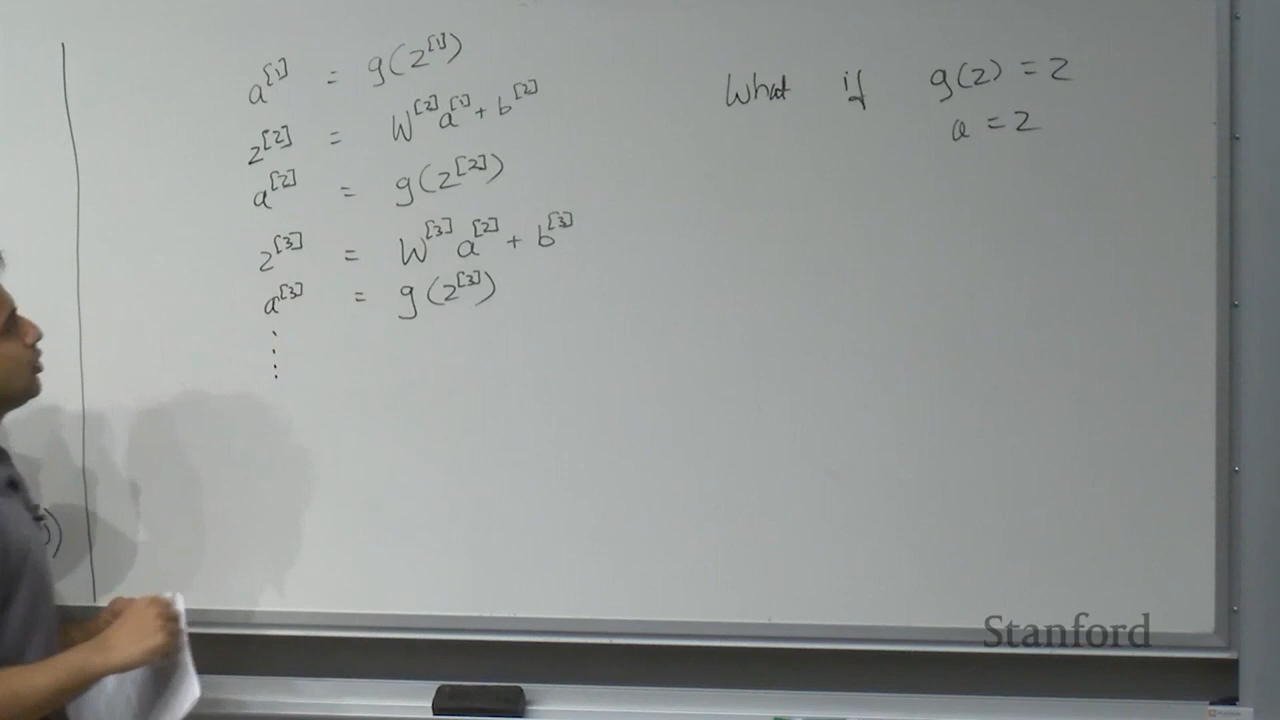 a^[1] = g(z^[1])
z^[2] = W^[2] a^[1] + b^[2]
a^[2] = g(z^[2])
z^[3] = W^[3] a^[2] + b^[3]
a^[3] = g(z^[3])
⋮
What if g(z) = z
a = z
Stanford